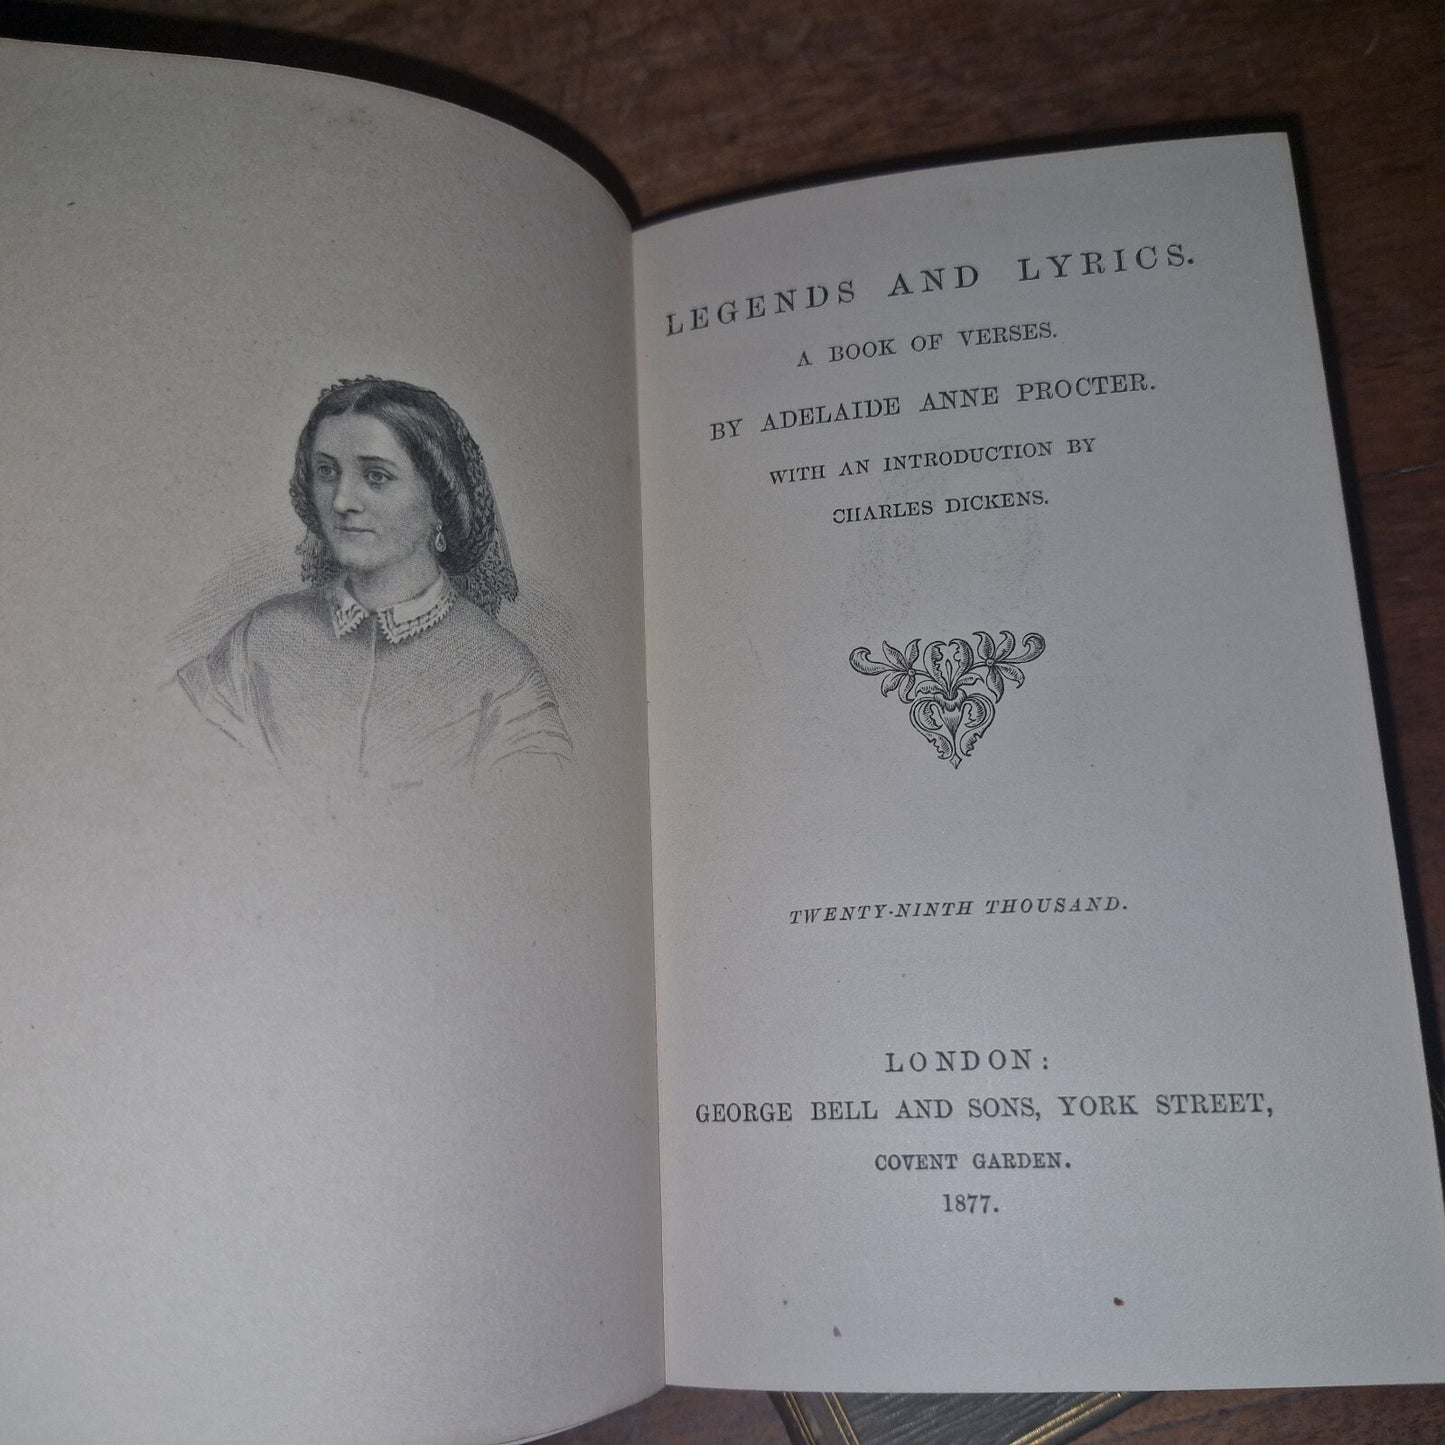 LEGENDS AND LYRICS.
A BOOK OF VERSES.
BY ADELAIDE ANNE PROCTER.
WITH AN INTRODUCTION BY
CHARLES DICKENS.
TWENTY-NINTH THOUSAND.
LONDON:
GEORGE BELL AND SONS, YORK STREET,
COVENT GARDEN.
1877.